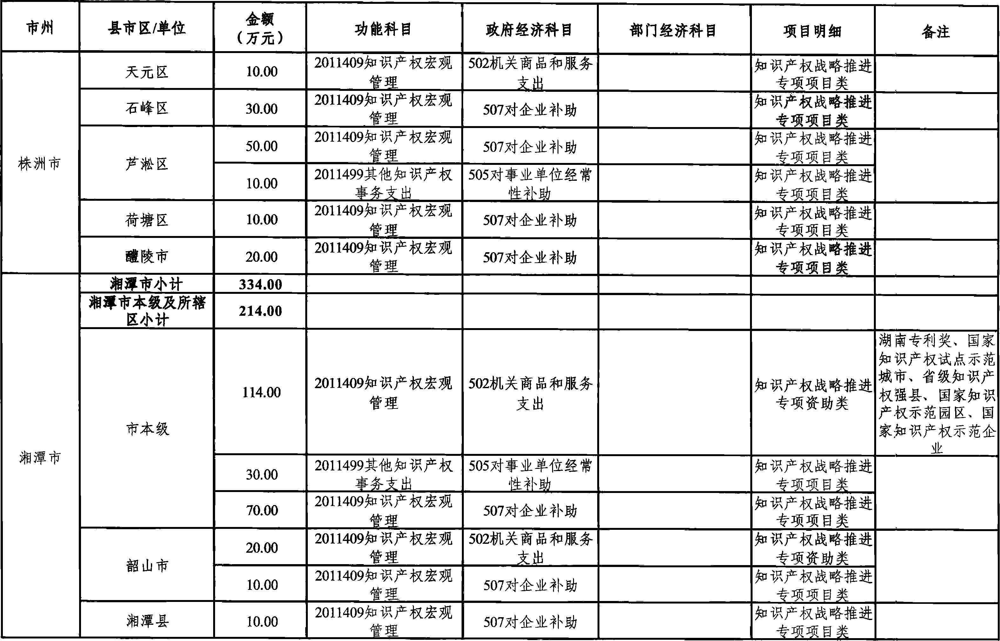 市州 县市区/单位 金额（万元） 功能科目 政府经济科目 部门经济科目 项目明细 备注
株洲市
天元区 10.00 2011409知识产权宏观管理 502机关商品和服务支出 知识产权战略推进专项项目类
石峰区 30.00 2011409知识产权宏观管理 507对企业补助 知识产权战略推进专项项目类
芦淞区 50.00 2011409知识产权宏观管理 507对企业补助 知识产权战略推进专项项目类
10.00 2011499其他知识产权事务支出 505对事业单位经常性补助 知识产权战略推进专项项目类
荷塘区 10.00 2011409知识产权宏观管理 507对企业补助 知识产权战略推进专项项目类
醴陵市 20.00 2011409知识产权宏观管理 507对企业补助 知识产权战略推进专项项目类
湘潭市
湘潭市小计 334.00
湘潭市本级及所辖区小计 214.00
市本级 114.00 2011409知识产权宏观管理 502机关商品和服务支出 知识产权战略推进专项资助类 湖南专利奖、国家知识产权试点示范城市、省级知识产权强县、国家知识产权示范园区、国家知识产权示范企业
30.00 2011499其他知识产权事务支出 505对事业单位经常性补助 知识产权战略推进专项项目类
70.00 2011409知识产权宏观管理 507对企业补助 知识产权战略推进专项项目类
韶山市 20.00 2011409知识产权宏观管理 502机关商品和服务支出 知识产权战略推进专项资助类
10.00 2011409知识产权宏观管理 507对企业补助 知识产权战略推进专项项目类
湘潭县 10.00 2011409知识产权宏观管理 507对企业补助 知识产权战略推进专项项目类